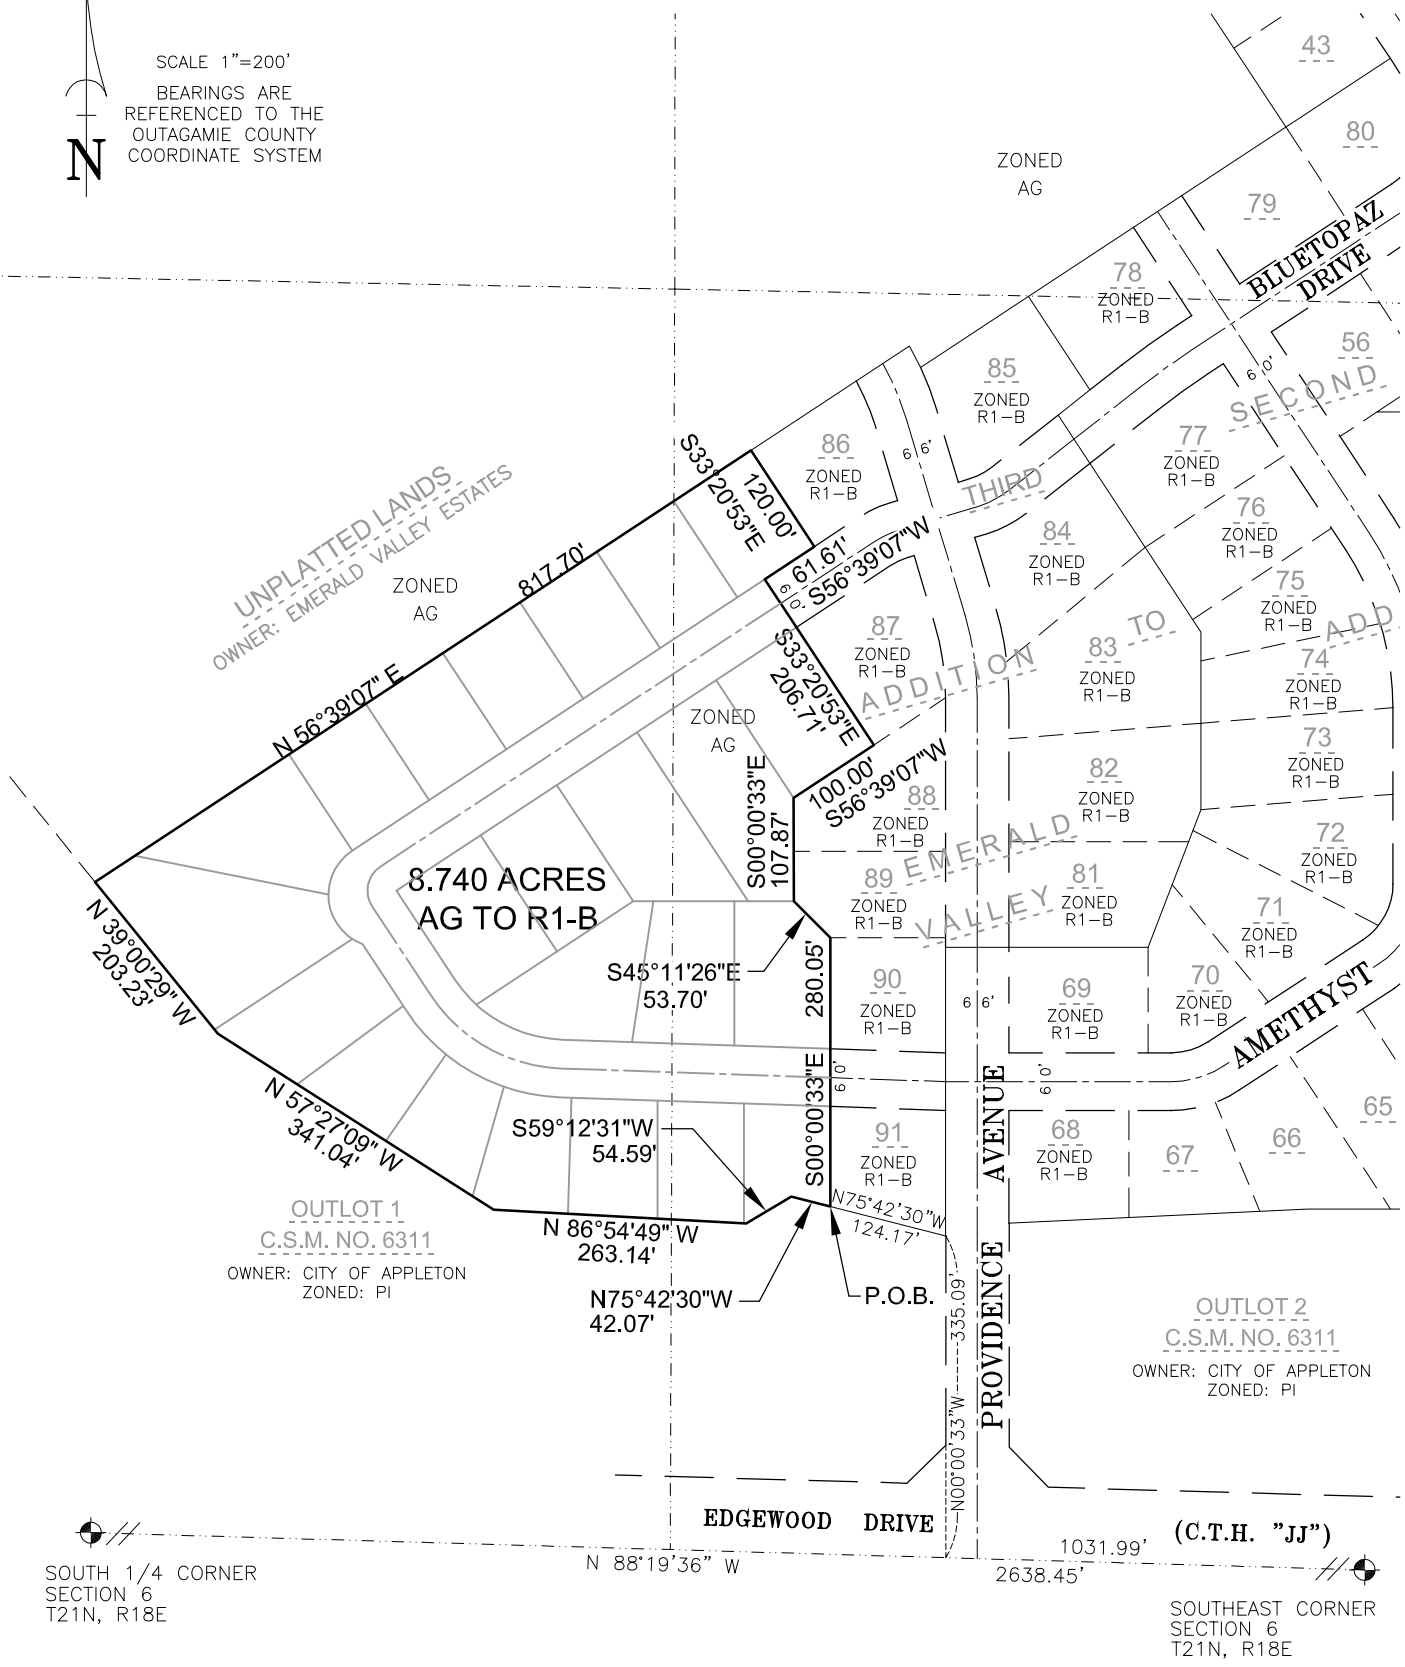 SCALE 1"=200'
BEARINGS ARE
REFERENCED TO THE
OUTAGAMIE COUNTY
COORDINATE SYSTEM
N
43
80
ZONED
AG
79
BLUETOPAZ
DRIVE
78
ZONED
R1-B
56
85
ZONED
R1-B
60'
SECOND
86
ZONED
R1-B
66'
77
ZONED
R1-B
S33°20'53"E
120.00'
UNPLATTED LANDS
OWNER: EMERALD VALLEY ESTATES
THIRD
76
ZONED
R1-B
84
ZONED
R1-B
61.61'
S56°39'07"W
60'
817.70'
ZONED
AG
75
ZONED
R1-B
ADD
TO
87
ZONED
R1-B
83
ZONED
R1-B
74
ZONED
R1-B
ADDITION
S33°20'53"E
206.71'
N 56°39'07" E
ZONED
AG
73
ZONED
R1-B
100.00'
S56°39'07"W
82
ZONED
R1-B
88
ZONED
R1-B
S00°00'33"E
107.87'
EMERALD
72
ZONED
R1-B
8.740 ACRES
AG TO R1-B
89
ZONED
R1-B
81
ZONED
R1-B
VALLEY
71
ZONED
R1-B
N 39°00'29" W
203.23'
S45°11'26"E
53.70'
280.05'
S00°00'33"E
90
ZONED
R1-B
66'
69
ZONED
R1-B
70
ZONED
R1-B
AMETHYST
60'
60'
N 57°27'09" W
341.04'
S59°12'31"W
54.59'
91
ZONED
R1-B
AVENUE
68
ZONED
R1-B
67
66
65
N75°42'30"W
124.17'
OUTLOT 1
C.S.M. NO. 6311
OWNER: CITY OF APPLETON
ZONED: PI
N 86°54'49" W
263.14'
N75°42'30"W
42.07'
P.O.B.
N00°00'33"W
335.09'
PROVIDENCE
OUTLOT 2
C.S.M. NO. 6311
OWNER: CITY OF APPLETON
ZONED: PI
EDGEWOOD DRIVE
(C.T.H. "JJ")
N 88°19'36" W
1031.99'
2638.45'
SOUTH 1/4 CORNER
SECTION 6
T21N, R18E
SOUTHEAST CORNER
SECTION 6
T21N, R18E